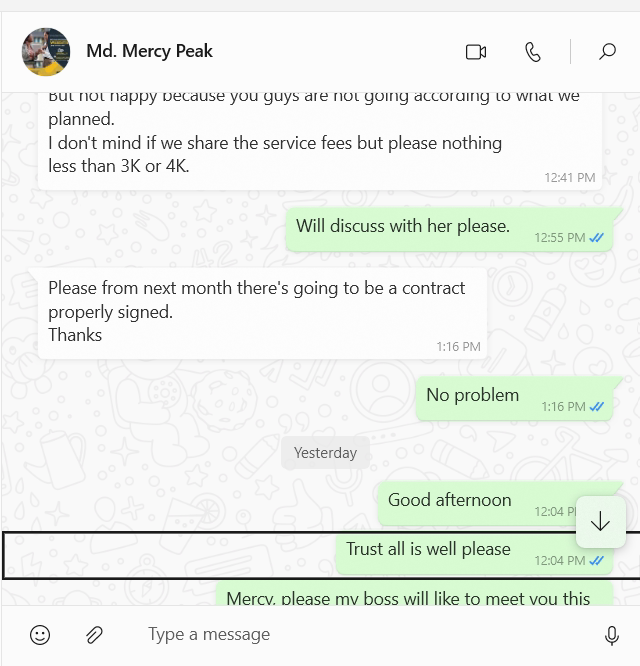 Md. Mercy Peak
But not happy because you guys are not going according to what we
planned.
I don't mind if we share the service fees but please nothing
less than 3K or 4K.
12:41 PM
Will discuss with her please.
12:55 PM
Please from next month there's going to be a contract
properly signed.
Thanks
1:16 PM
No problem
1:16 PM
Yesterday
Good afternoon
12:04
Trust all is well please
12:04 PM
Mercy, please my boss will like to meet you this
Type a message